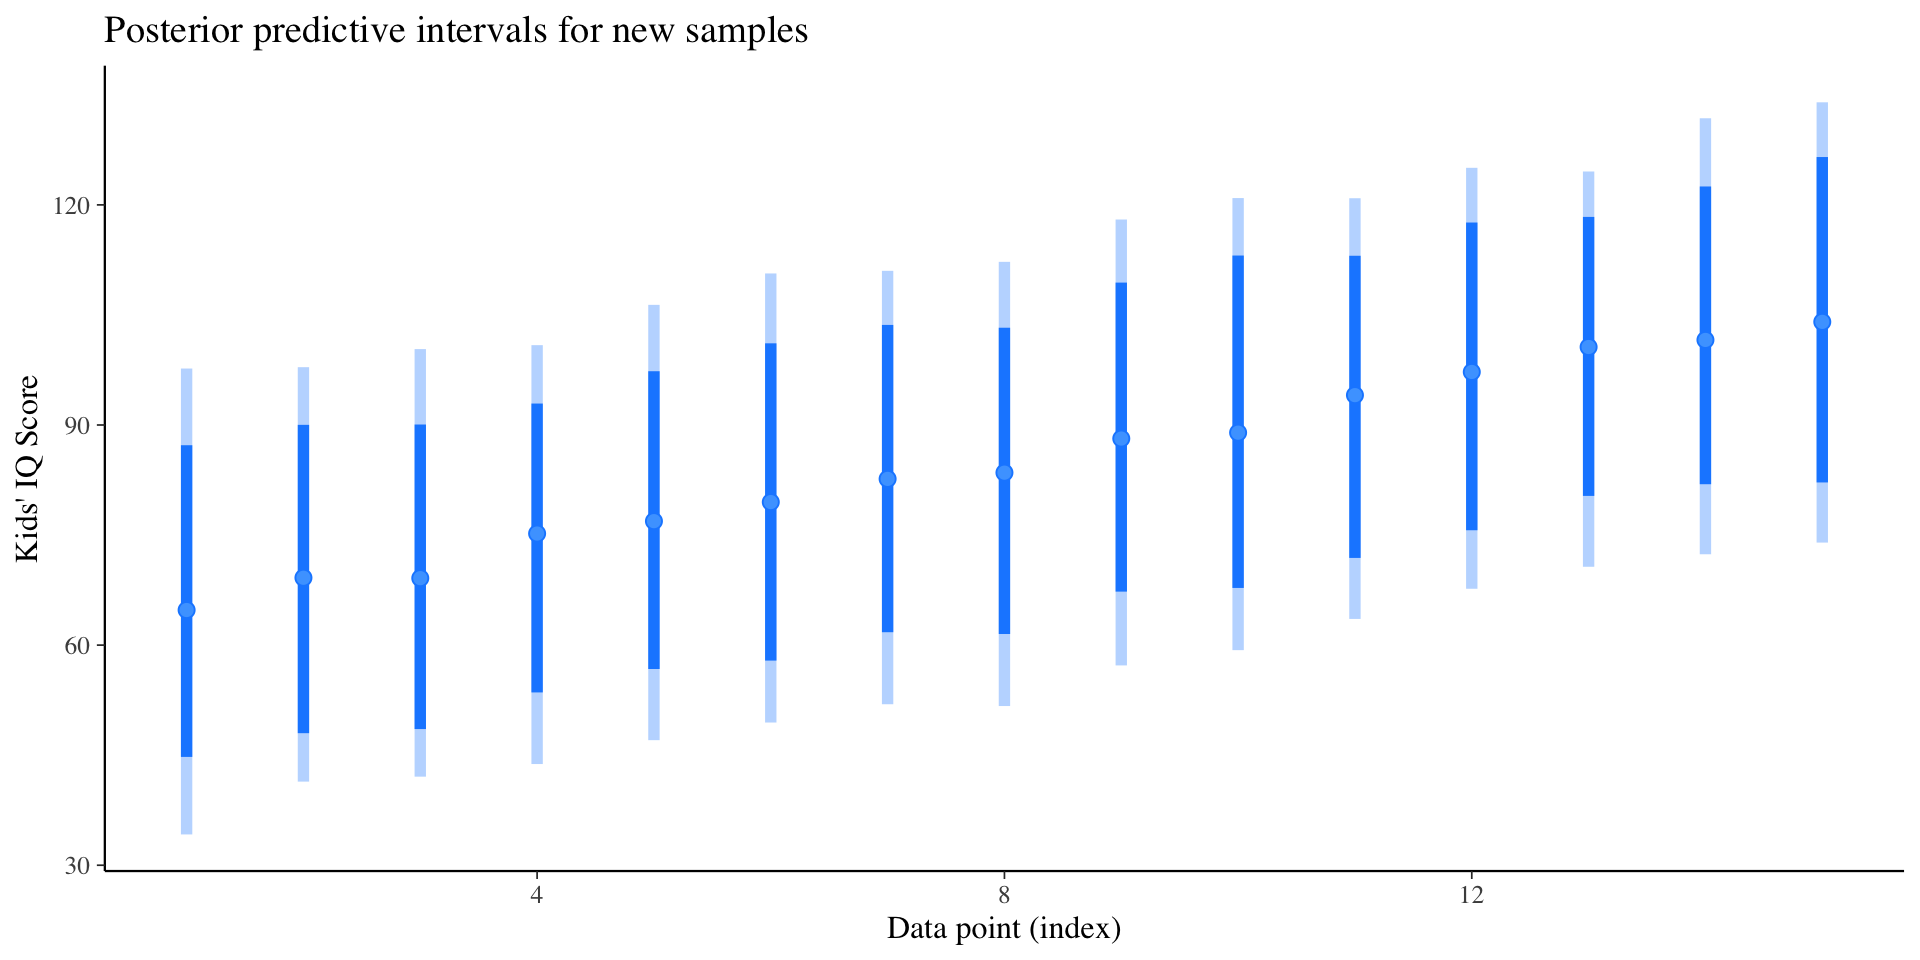 Posterior predictive intervals for new samples
Kids' IQ Score
120
90
60
30
4
8
12
Data point (index)